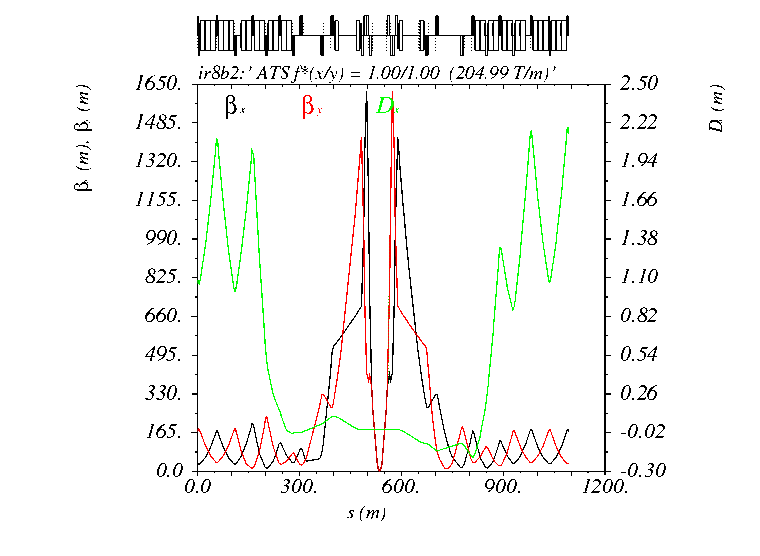 ir8b2:' ATS f*(x/y) = 1.00/1.00 (204.99 T/m)'
βx βx Dx
1650. 2.50
1485. 2.22
1320. 1.94
1155. 1.66
990. 1.38
825. 1.10
660. 0.82
495. 0.54
330. 0.26
165. -0.02
0.0 -0.30
0.0 300. 600. 900. 1200.
s (m)
β (m), β (m)
D (m)